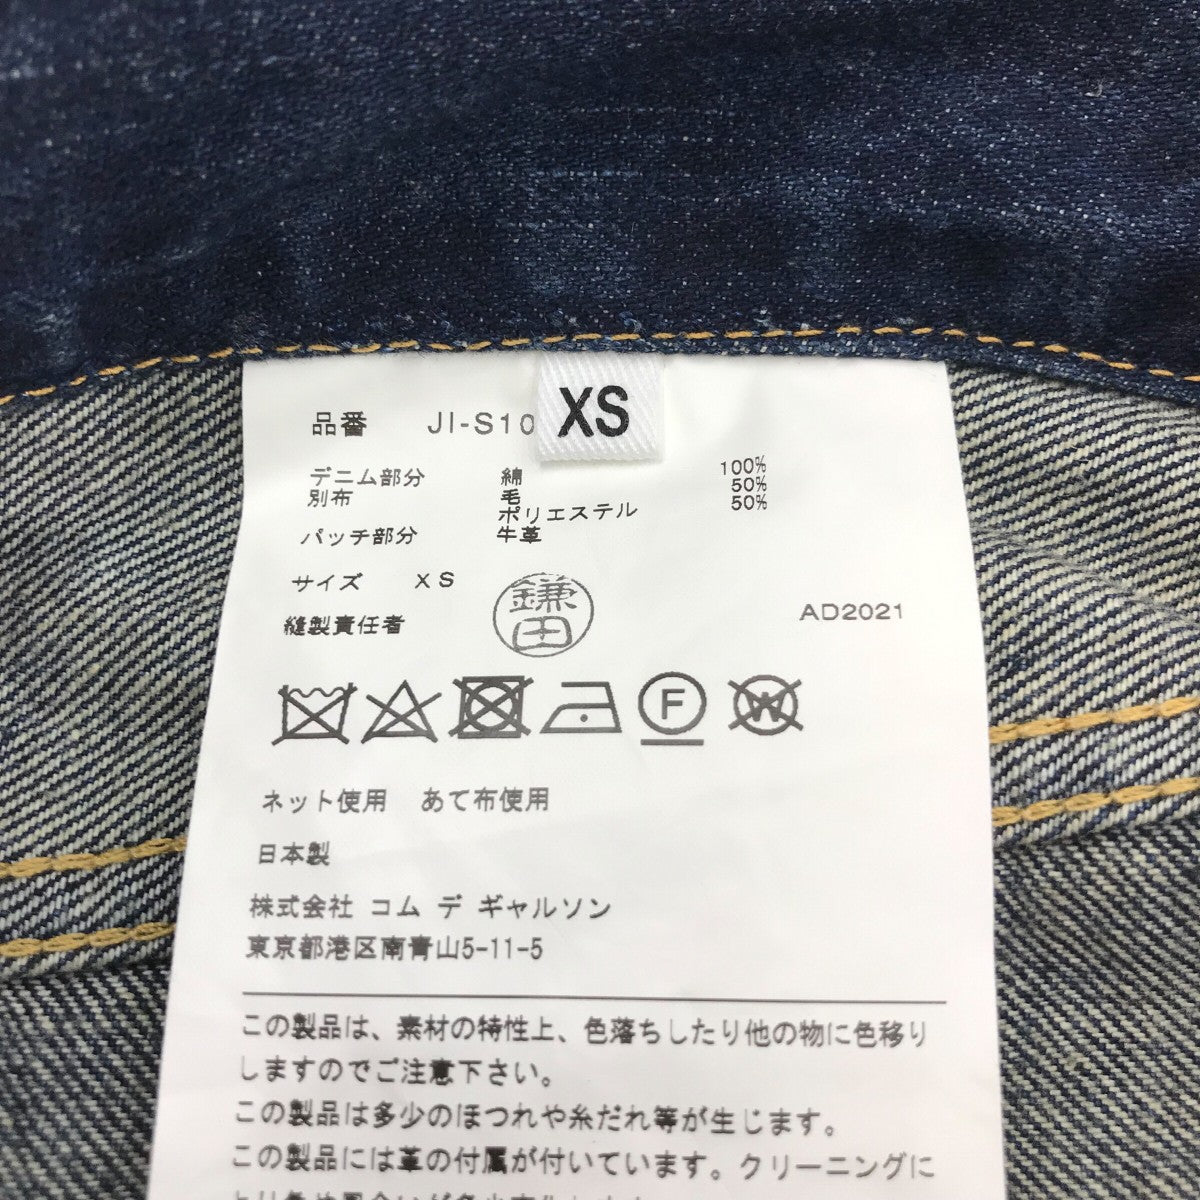 XS
品番 JI-S10
デニム部分 綿 100%
別布 毛 50%
ポリエステル 50%
パッチ部分 牛革
サイズ XS
縫製責任者 鎌田 AD2021
F W
ネット使用 あて布使用
日本製
株式会社 コム デ ギャルソン
東京都港区南青山5-11-5
この製品は、素材の特性上、色落ちしたり他の物に色移り
しますのでご注意下さい。
この製品は多少のほつれや糸だれ等が生じます。
この製品には革の付属が付いています。クリーニングに